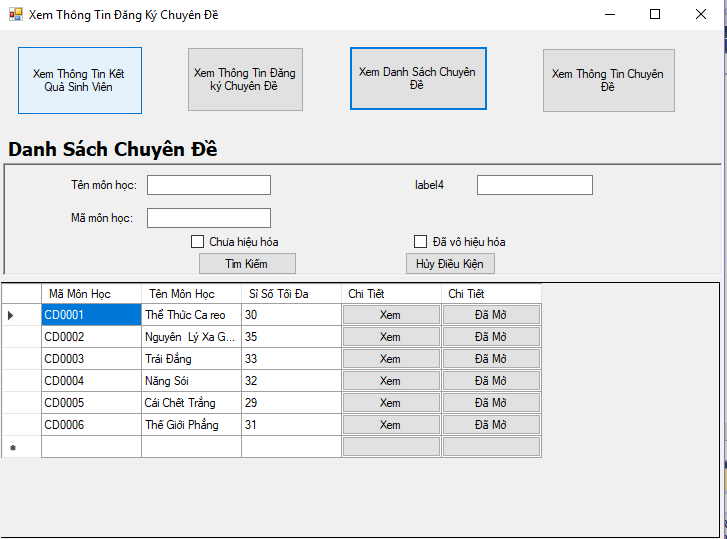 Xem Thông Tin Đăng Ký Chuyên Đề
Xem Thông Tin Kết
Quả Sinh Viên
Xem Thông Tin Đăng
ký Chuyên Đề
Xem Danh Sách Chuyên
Đề
Xem Thông Tin Chuyên
Đề
Danh Sách Chuyên Đề
Tên môn học:
label4
Mã môn học:
Chưa hiệu hóa
Đã vô hiệu hóa
Tìm Kiếm
Hủy Điều Kiện
Mã Môn Học Tên Môn Học Sĩ Số Tối Đa Chi Tiết Chi Tiết
CD0001 Thể Thức Ca reo 30 Xem Đã Mở
CD0002 Nguyên Lý Xa G... 35 Xem Đã Mở
CD0003 Trái Đắng 33 Xem Đã Mở
CD0004 Năng Sói 32 Xem Đã Mở
CD0005 Cái Chết Trắng 29 Xem Đã Mở
CD0006 Thế Giới Phẳng 31 Xem Đã Mở